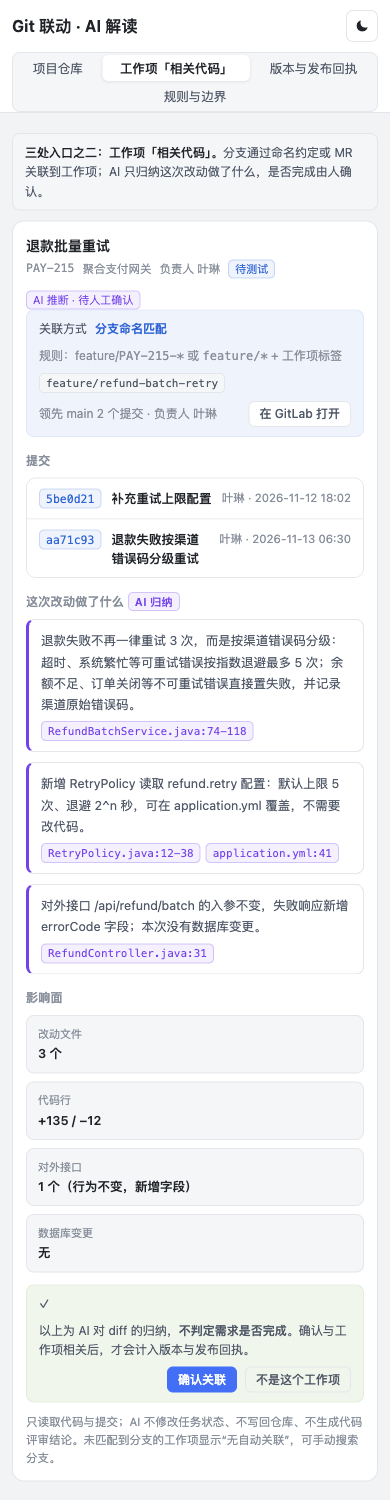 Git 联动 · AI 解读
项目仓库
工作项「相关代码」
版本与发布回执
规则与边界
三处入口之二：工作项「相关代码」。分支通过命名约定或 MR
关联到工作项；AI 只归纳这次改动做了什么，是否完成由人确
认。
退款批量重试
PAY-215 聚合支付网关 负责人 叶琳 待测试
AI 推断 · 待人工确认
关联方式 分支命名匹配
规则：feature/PAY-215-* 或 feature/* + 工作项标签
feature/refund-batch-retry
领先 main 2 个提交 · 负责人 叶琳
在 GitLab 打开
提交
5be0d21 补充重试上限配置 叶琳 · 2026-11-12 18:02
aa71c93 退款失败按渠道 叶琳 · 2026-11-13 06:30
错误码分级重试
这次改动做了什么 AI 归纳
退款失败不再一律重试 3 次，而是按渠道错误码分级：
超时、系统繁忙等可重试错误按指数退避最多 5 次；余
额不足、订单关闭等不可重试错误直接置失败，并记录
渠道原始错误码。
RefundBatchService.java:74–118
新增 RetryPolicy 读取 refund.retry 配置：默认上限 5
次、退避 2^n 秒，可在 application.yml 覆盖，不需要
改代码。
RetryPolicy.java:12–38 application.yml:41
对外接口 /api/refund/batch 的入参不变，失败响应新增
errorCode 字段；本次没有数据库变更。
RefundController.java:31
影响面
改动文件
3 个
代码行
+135 / −12
对外接口
1 个（行为不变，新增字段）
数据库变更
无
✓
以上为 AI 对 diff 的归纳，不判定需求是否完成。确认与工
作项相关后，才会计入版本与发布回执。
确认关联
不是这个工作项
只读取代码与提交；AI 不修改任务状态、不写回仓库、不生成代码
评审结论。未匹配到分支的工作项显示“无自动关联”，可手动搜索
分支。